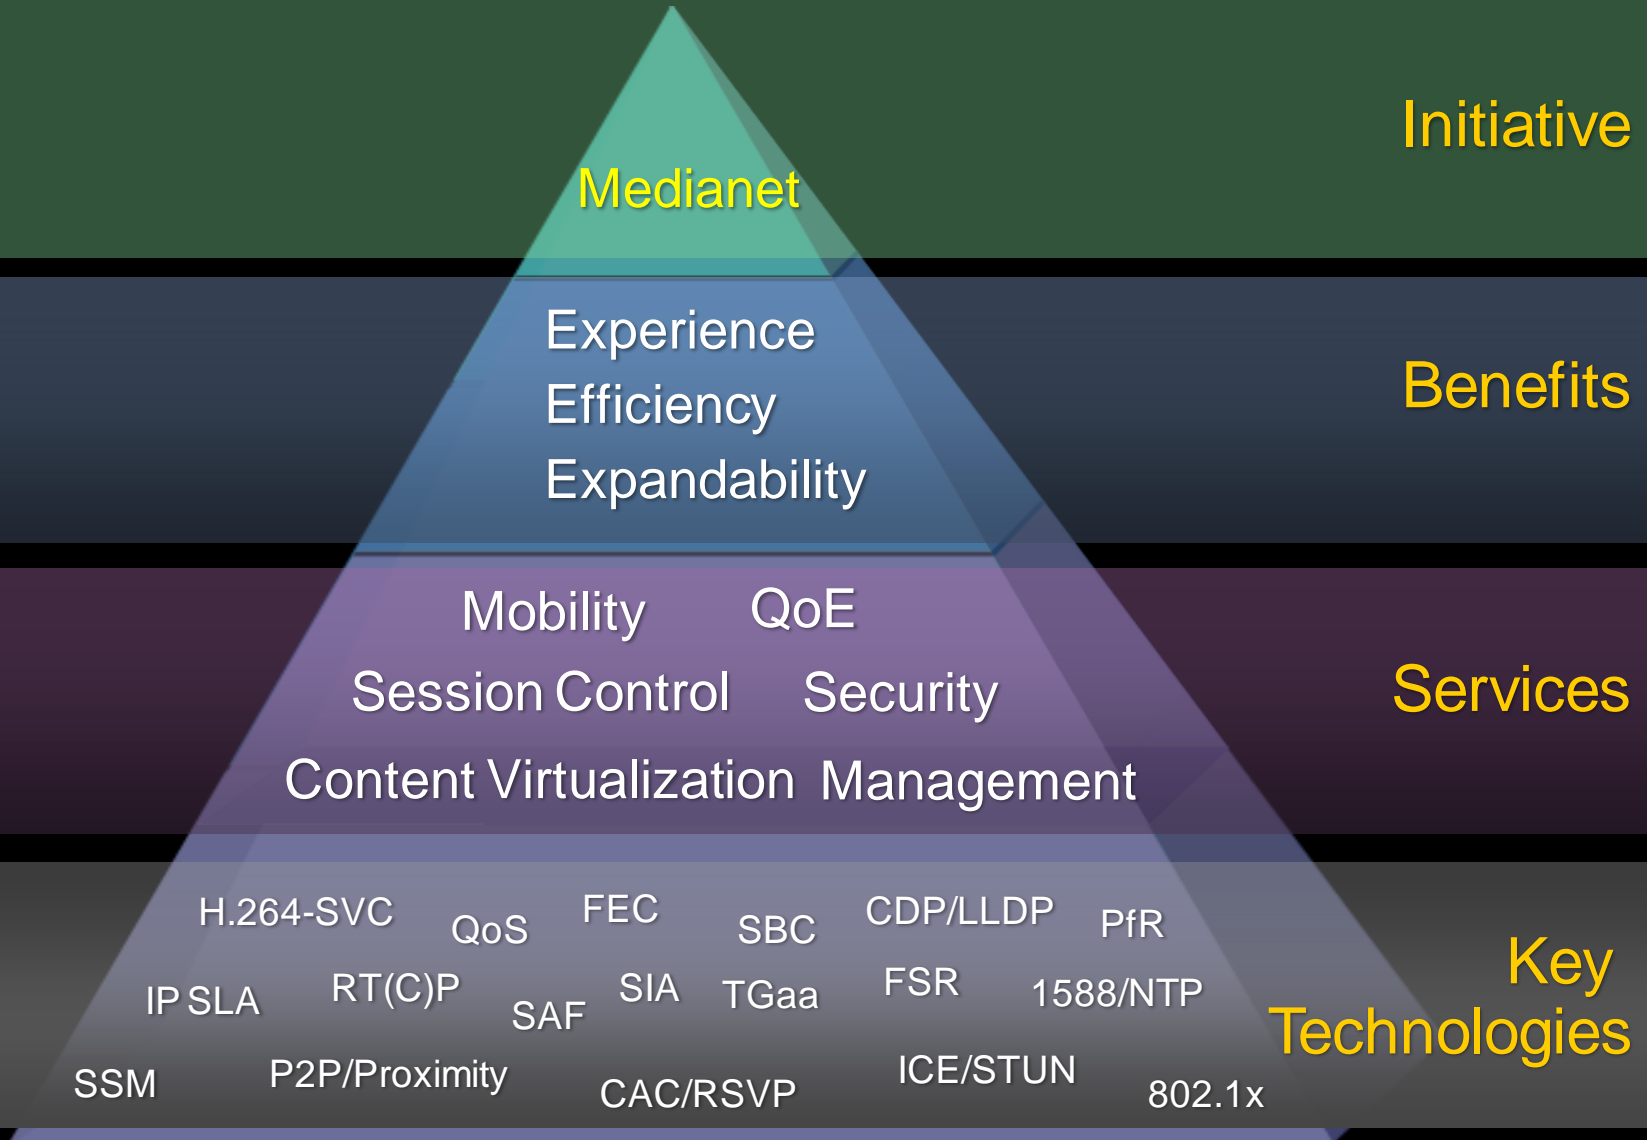 Initiative
Medianet
Experience
Efficiency
Expandability
Benefits
Mobility QoE
Session Control Security
Content Virtualization Management
Services
H.264-SVC QoS FEC SBC CDP/LLDP PfR
IP SLA RT(C)P SAF SIA TGaa FSR 1588/NTP
SSM P2P/Proximity CAC/RSVP ICE/STUN 802.1x
Key
Technologies